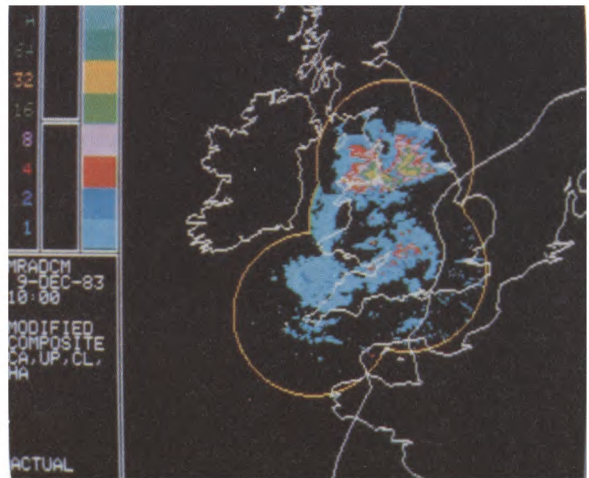 32
16
8
4
2
1
MRADCM
9-DEC-83
10:00
MODIFIED
COMPOSITE
CA,UP,CL,
HA
ACTUAL